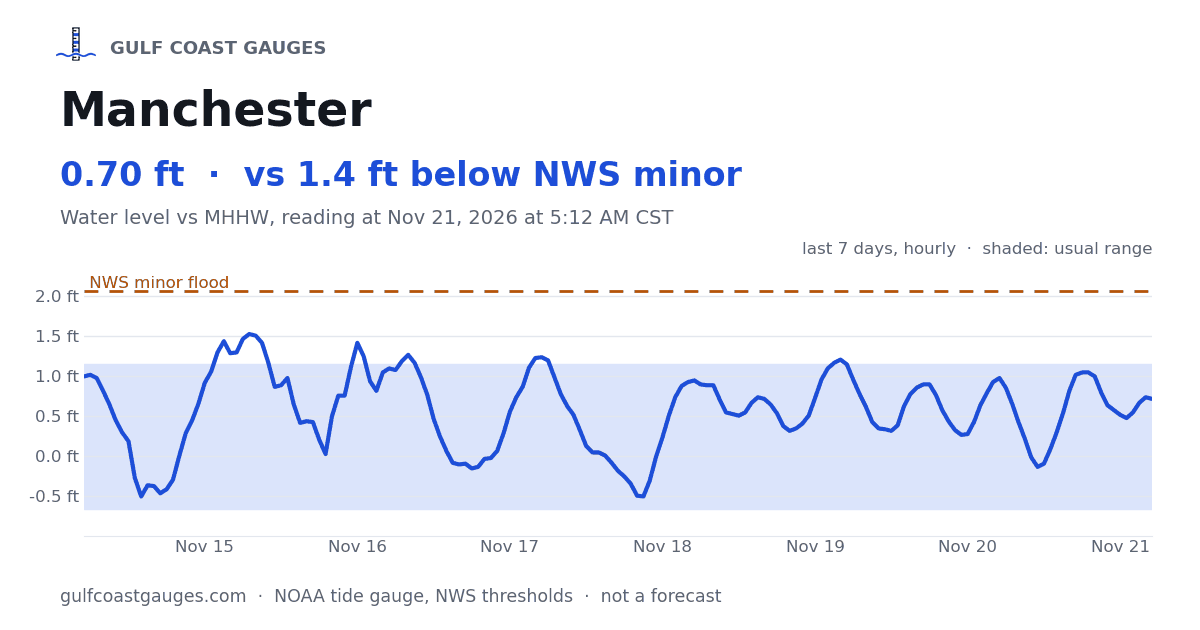 GULF COAST GAUGES
Manchester
0.70 ft · vs 1.4 ft below NWS minor
Water level vs MHHW, reading at Nov 21, 2026 at 5:12 AM CST
last 7 days, hourly · shaded: usual range
NWS minor flood
2.0 ft
1.5 ft
1.0 ft
0.5 ft
0.0 ft
-0.5 ft
Nov 15 Nov 16 Nov 17 Nov 18 Nov 19 Nov 20 Nov 21
gulfcoastgauges.com · NOAA tide gauge, NWS thresholds · not a forecast